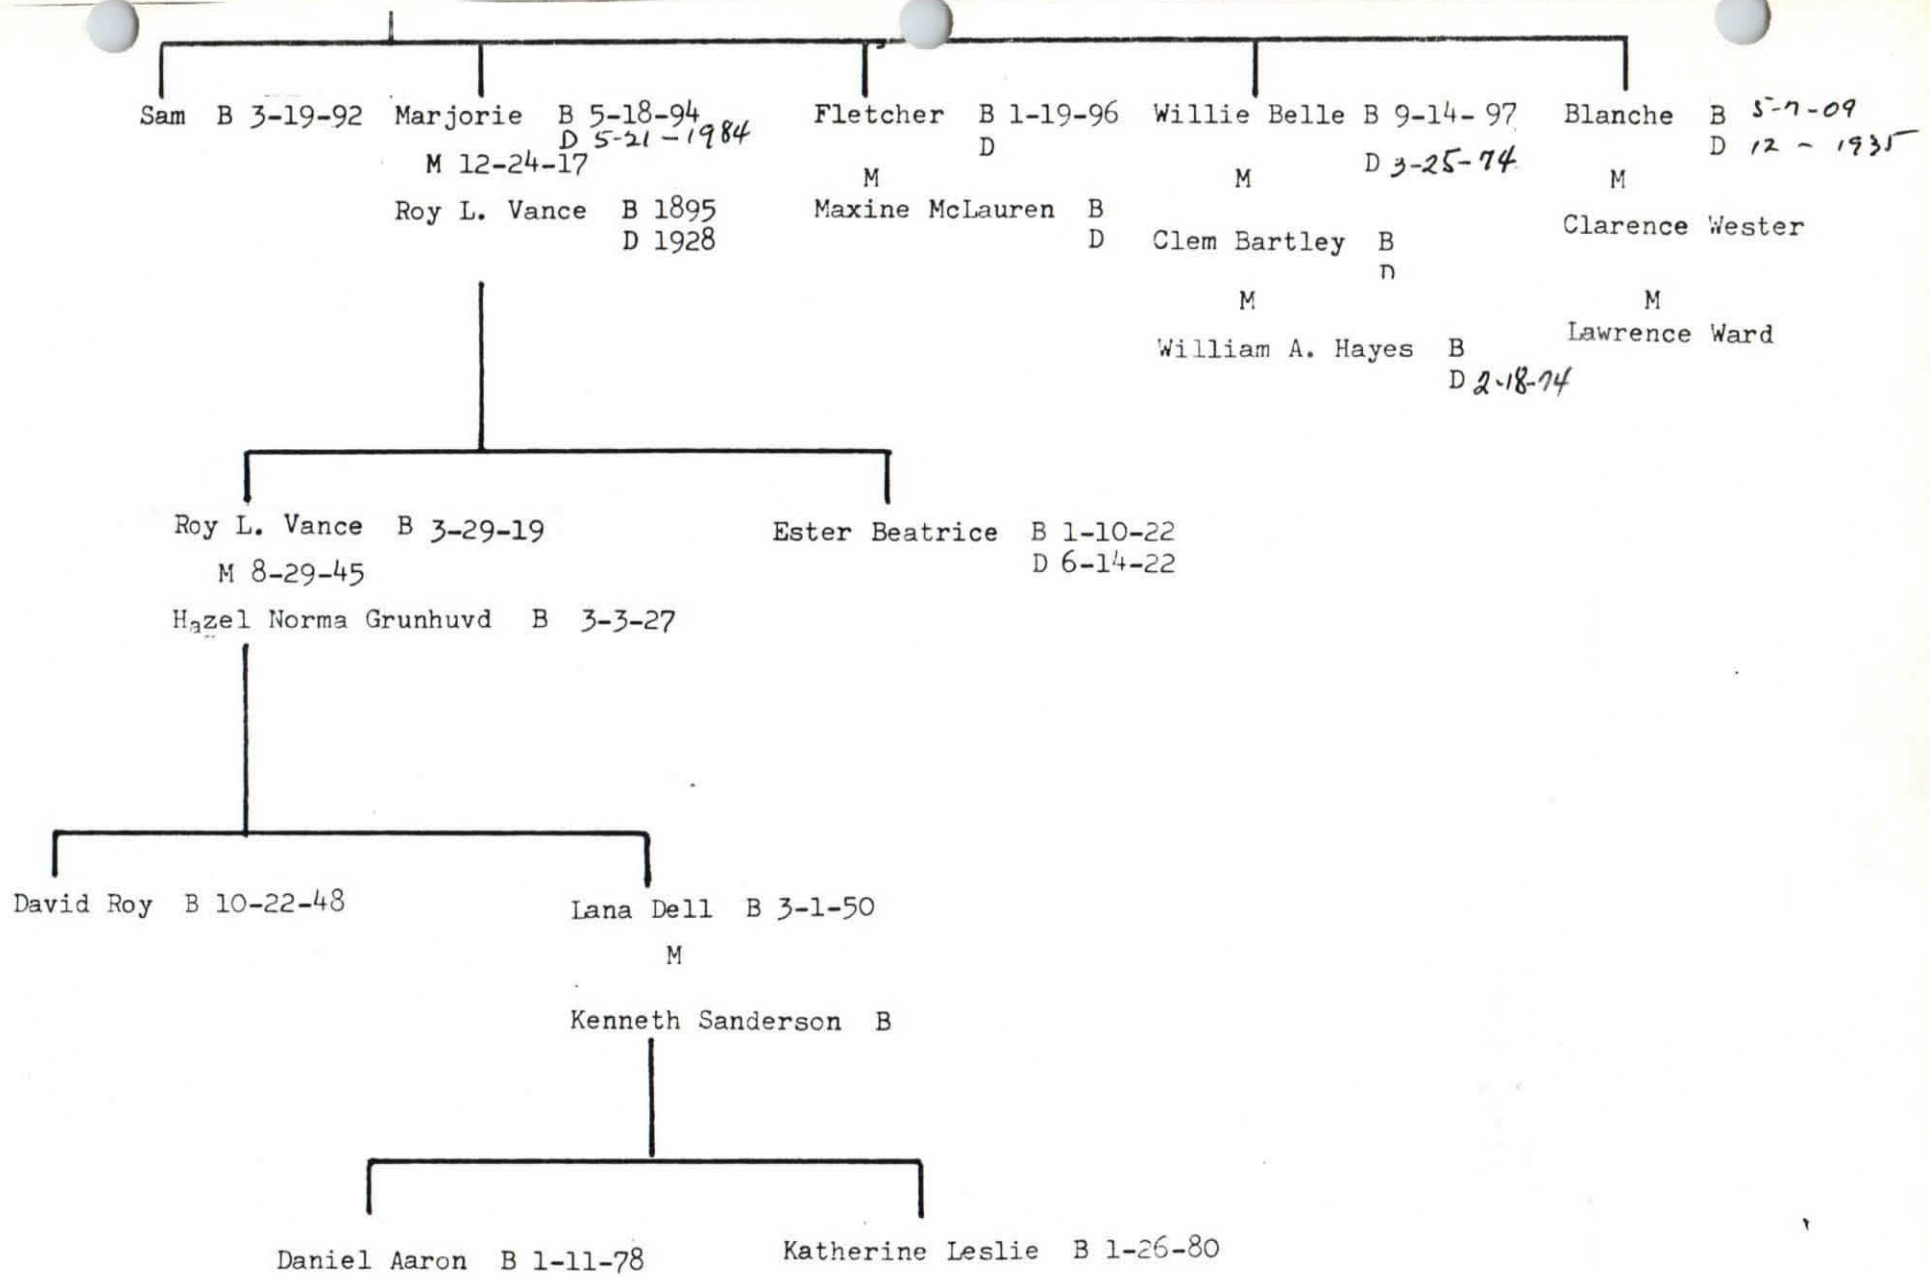 Sam B 3-19-92 Marjorie B 5-18-94 Fletcher B 1-19-96 Willie Belle B 9-14-97 Blanche B 5-7-09
D 5-21-1984 D D 3-25-74 D 12 - 1935
M 12-24-17 M M M
Roy L. Vance B 1895 Maxine McLauren B Clarence Wester
D 1928 D Clem Bartley B
D
M M
William A. Hayes B Lawrence Ward
D 2-18-74
Roy L. Vance B 3-29-19 Ester Beatrice B 1-10-22
D 6-14-22
M 8-29-45
Hazel Norma Grunhuvd B 3-3-27
David Roy B 10-22-48 Lana Dell B 3-1-50
M
Kenneth Sanderson B
Daniel Aaron B 1-11-78 Katherine Leslie B 1-26-80